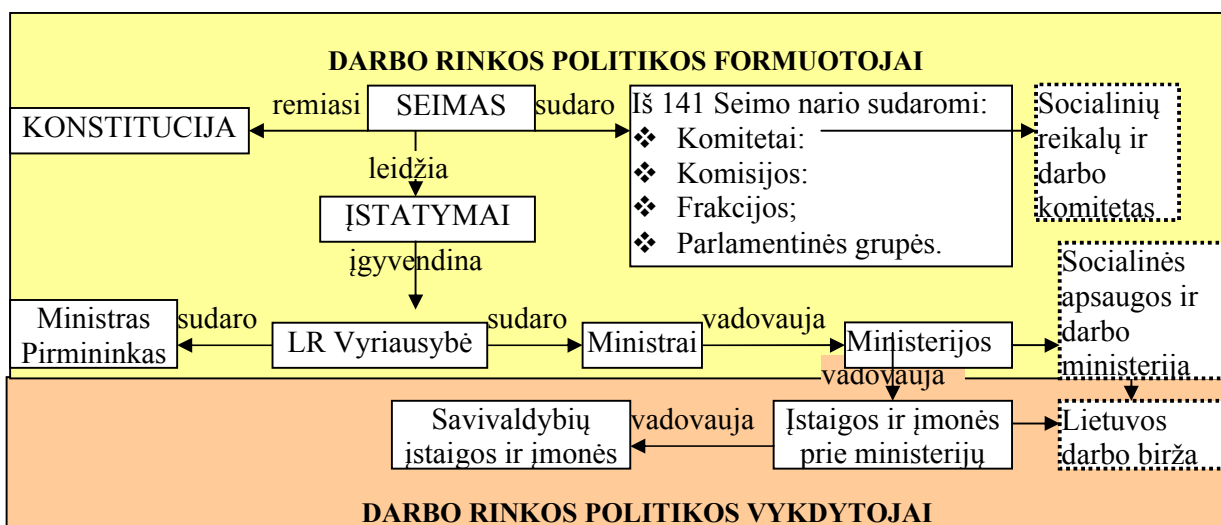 DARBO RINKOS POLITIKOS FORMUOTOJAI
KONSTITUCIJA
remiasi
SEIMAS
sudaro
Iš 141 Seimo nario sudaromi:
❖ Komitetai:
❖ Komisijos:
❖ Frakcijos;
❖ Parlamentinės grupės.
Socialinių
reikalų ir
darbo
komitetas
leidžia
ĮSTATYMAI
įgyvendina
Ministras
Pirmininkas
sudaro
LR Vyriausybė
sudaro
Ministrai
vadovauja
Ministerijos
Socialinės
apsaugos ir
darbo
ministerija
vadovauja
Savivaldybių
įstaigos ir įmonės
vadovauja
Įstaigos ir įmonės
prie ministerijų
Lietuvos
darbo birža
DARBO RINKOS POLITIKOS VYKDYTOJAI